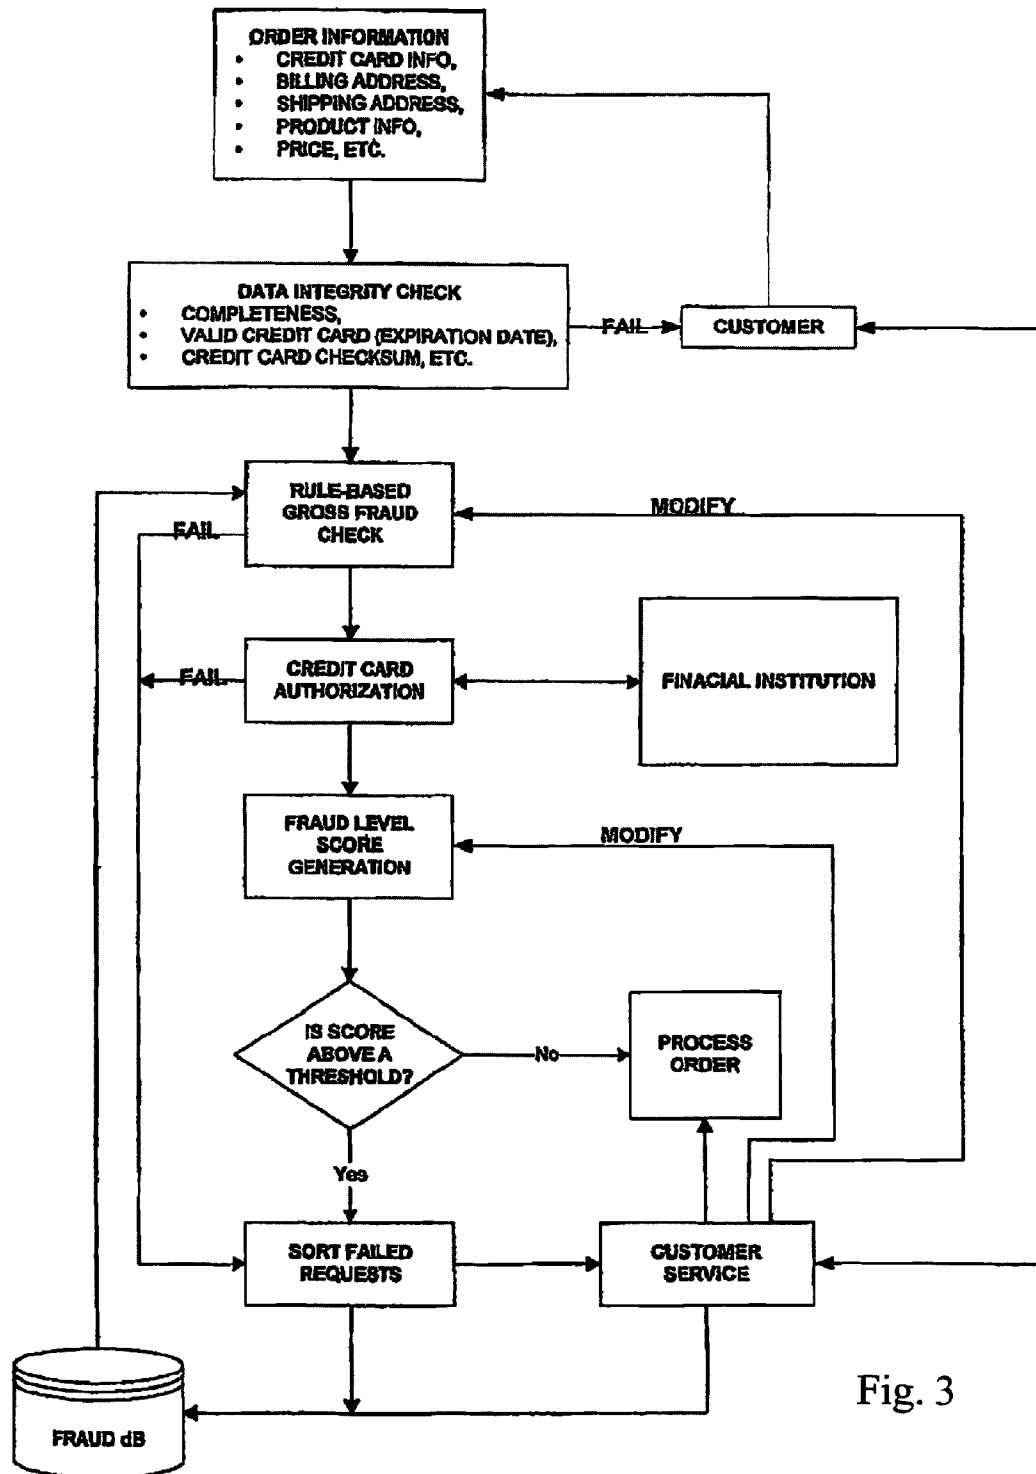 ORDER INFORMATION
• CREDIT CARD INFO,
• BILLING ADDRESS,
• SHIPPING ADDRESS,
• PRODUCT INFO,
• PRICE, ETC.
DATA INTEGRITY CHECK
• COMPLETENESS,
• VALID CREDIT CARD (EXPIRATION DATE),
• CREDIT CARD CHECKSUM, ETC.
FAIL
CUSTOMER
RULE-BASED
GROSS FRAUD
CHECK
FAIL
MODIFY
CREDIT CARD
AUTHORIZATION
FAIL
FINACIAL INSTITUTION
FRAUD LEVEL
SCORE
GENERATION
MODIFY
IS SCORE
ABOVE A
THRESHOLD?
No
PROCESS
ORDER
Yes
SORT FAILED
REQUESTS
CUSTOMER
SERVICE
FRAUD dB
Fig. 3